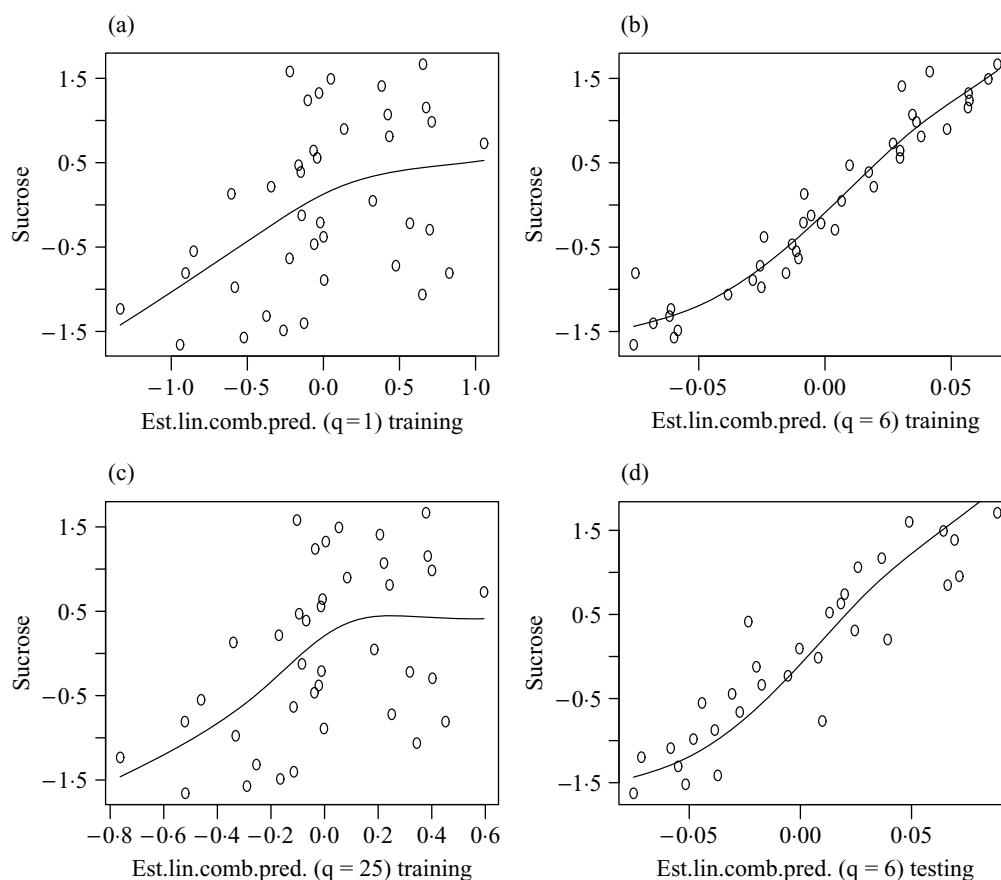 (a)
Sucrose
1·5
0·5
−0·5
−1·5
−1·0 −0·5 0·0 0·5 1·0
Est.lin.comb.pred. (q = 1) training
(b)
Sucrose
1·5
0·5
−0·5
−1·5
−0.05 0.00 0.05
Est.lin.comb.pred. (q = 6) training
(c)
Sucrose
1·5
0·5
−0·5
−1·5
−0.8 −0.6 −0.4 −0.2 0.0 0.2 0.4 0.6
Est.lin.comb.pred. (q = 25) training
(d)
Sucrose
1·5
0·5
−0·5
−1·5
−0.05 0.00 0.05
Est.lin.comb.pred. (q = 6) testing